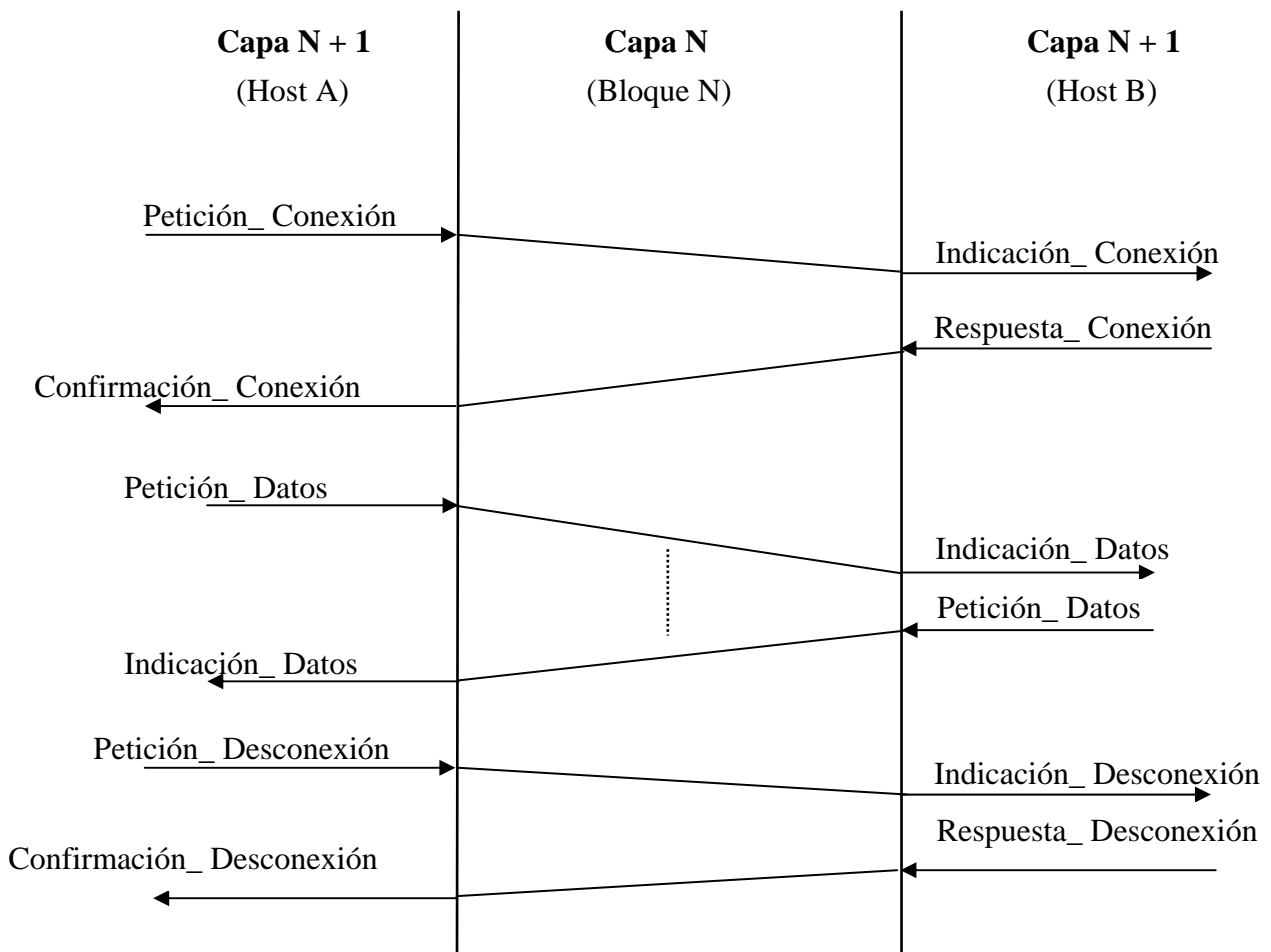 Capa N + 1
Capa N
Capa N + 1
(Host A)
(Bloque N)
(Host B)
Petición_ Conexión
Indicación_ Conexión
Respuesta_ Conexión
Confirmación_ Conexión
Petición_ Datos
Indicación_ Datos
Petición_ Datos
Indicación_ Datos
Petición_ Desconexión
Indicación_ Desconexión
Respuesta_ Desconexión
Confirmación_ Desconexión